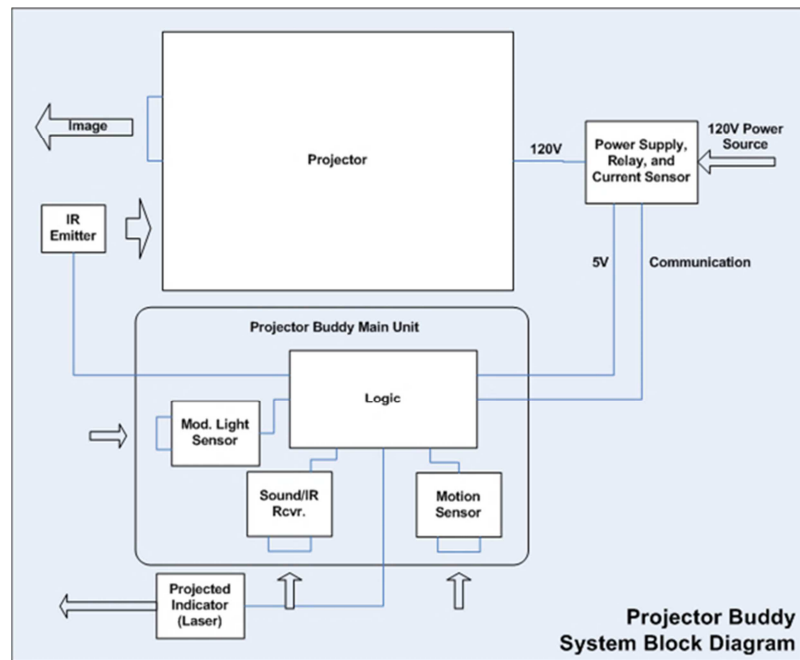 Image
Projector
120V
Power Supply,
Relay, and
Current Sensor
120V Power
Source
IR
Emitter
5V
Communication
Projector Buddy Main Unit
Logic
Mod. Light
Sensor
Sound/IR
Rcvr.
Motion
Sensor
Projected
Indicator
(Laser)
Projector Buddy
System Block Diagram